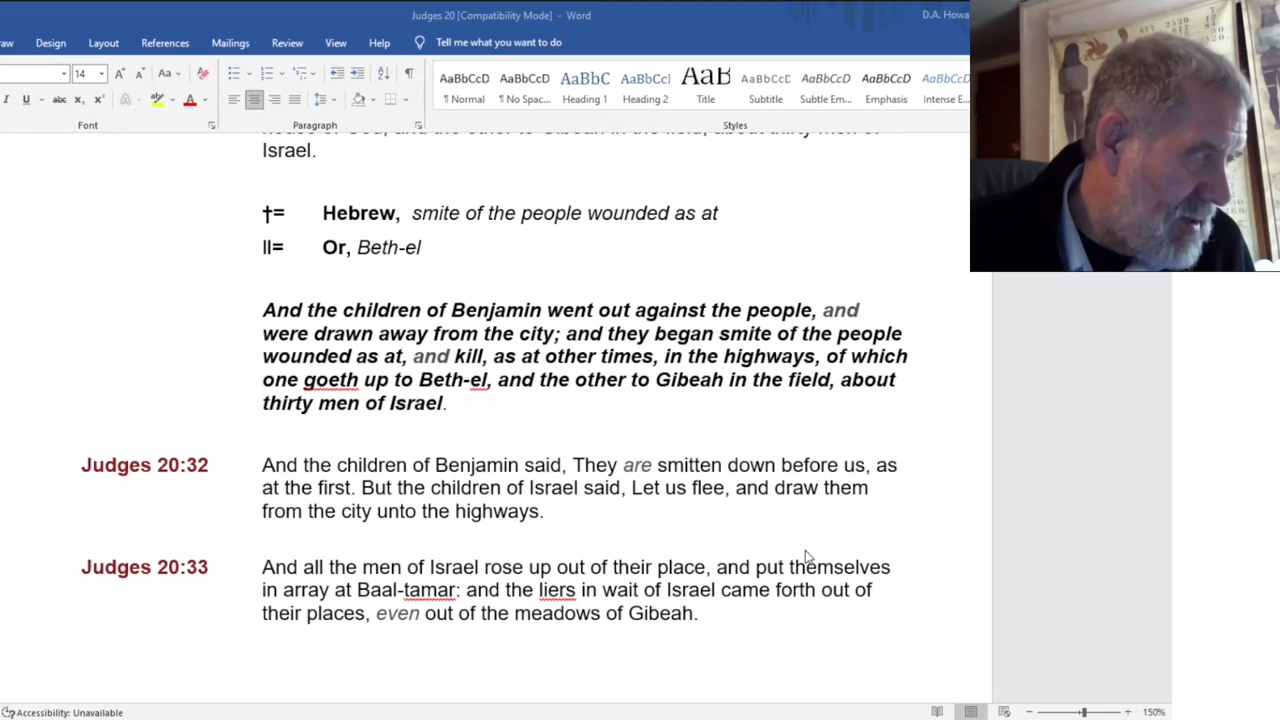 Judges 20 [Compatibility Mode] - Word
D.A. Howa
aw Design Layout References Mailings Review View Help Tell me what you want to do
14
AaBbCcD AaBbCcD AaBbC AaBbCcI AaB AaBbCcD AaBbCcD AaBbCcD AaBbCcD
¶ Normal ¶ No Spac... Heading 1 Heading 2 Title Subtitle Subtle Em... Emphasis Intense E...
Font Paragraph Styles
Israel.
†= Hebrew, smite of the people wounded as at
||= Or, Beth-el
And the children of Benjamin went out against the people, and
were drawn away from the city; and they began smite of the people
wounded as at, and kill, as at other times, in the highways, of which
one goeth up to Beth-el, and the other to Gibeah in the field, about
thirty men of Israel.
Judges 20:32 And the children of Benjamin said, They are smitten down before us, as
at the first. But the children of Israel said, Let us flee, and draw them
from the city unto the highways.
Judges 20:33 And all the men of Israel rose up out of their place, and put themselves
in array at Baal-tamar: and the liers in wait of Israel came forth out of
their places, even out of the meadows of Gibeah.
Accessibility: Unavailable
150%